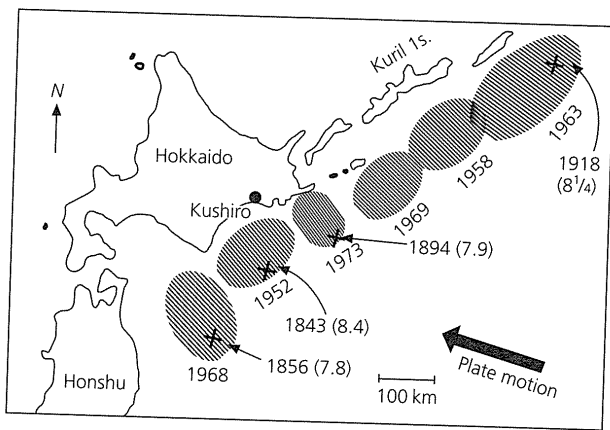 Kuril 1s.
N
Hokkaido
Kushiro
1963
1958
1918
(8¼)
1969
1973
1894 (7.9)
1952
1843 (8.4)
1856 (7.8)
1968
Honshu
Plate motion
100 km